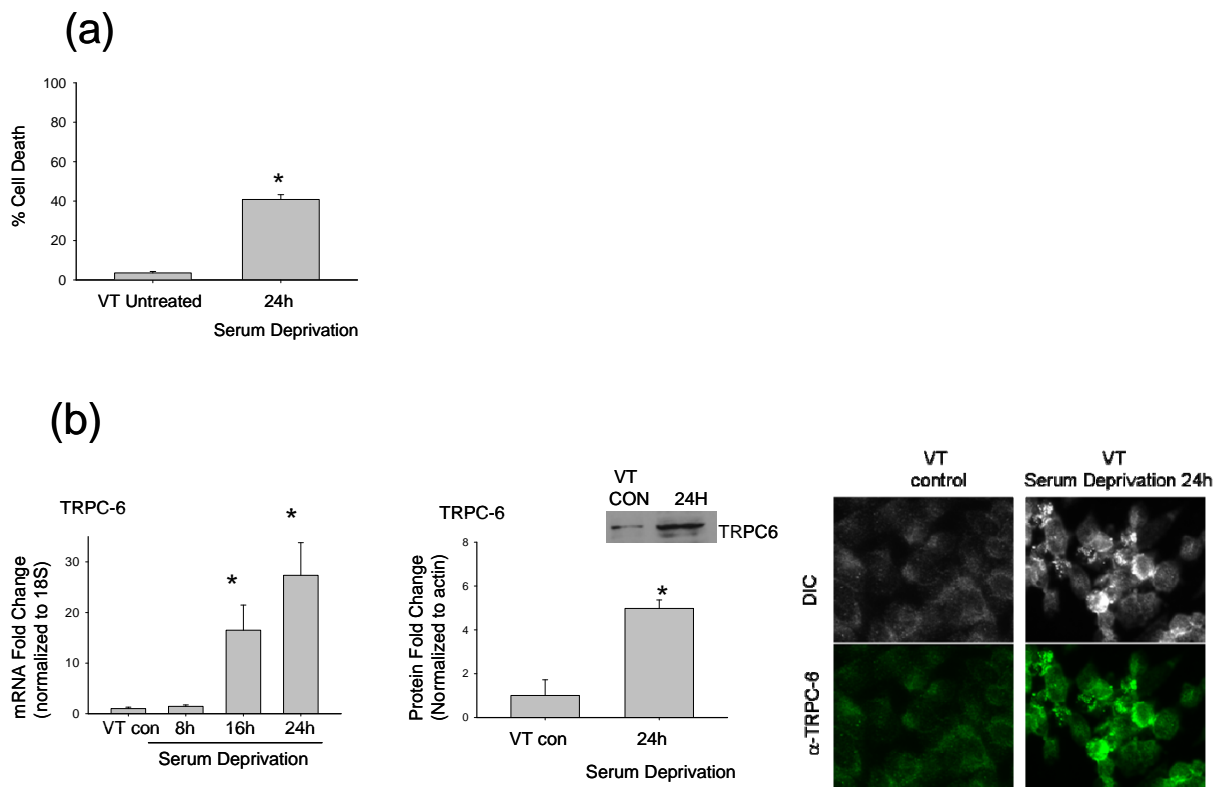 (a)
100
80
60
40
20
0
% Cell Death
*
VT Untreated
24h
Serum Deprivation
(b)
TRPC-6
mRNA Fold Change
(normalized to 18S)
30
20
10
0
*
*
VT con
8h
16h
24h
Serum Deprivation
TRPC-6
VT
CON
24H
TRPC6
Protein Fold Change
(Normalized to actin)
8
6
4
2
0
*
VT con
24h
Serum Deprivation
VT
control
VT
Serum Deprivation 24h
DIC
α-TRPC-6